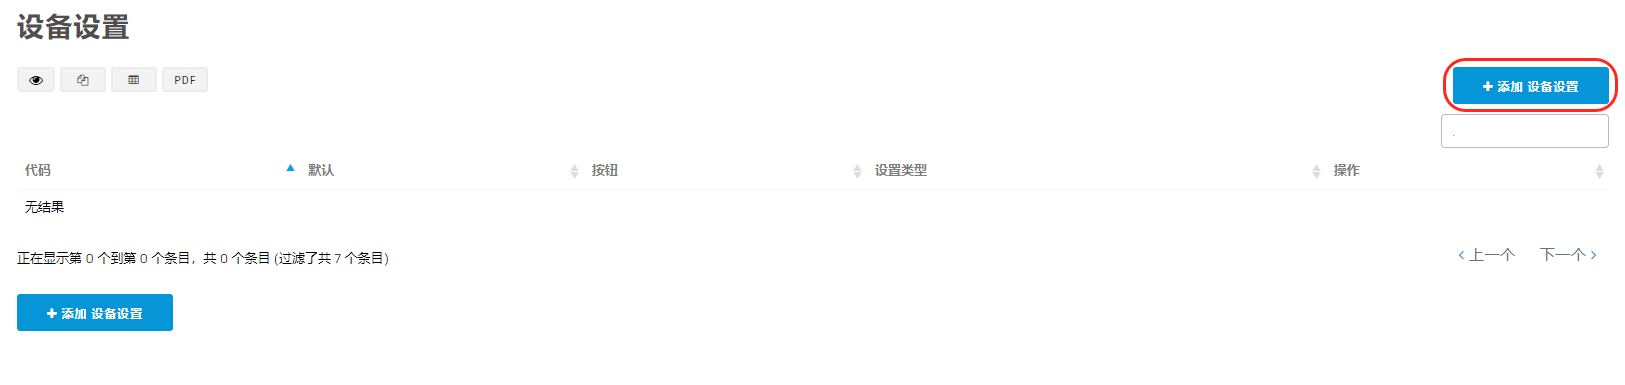 设备设置
PDF
添加 设备设置
.
代码 默认 按钮 设置类型 操作
无结果
正在显示第 0 个到第 0 个条目，共 0 个条目 (过滤了共 7 个条目)
上一个 下一个
添加 设备设置